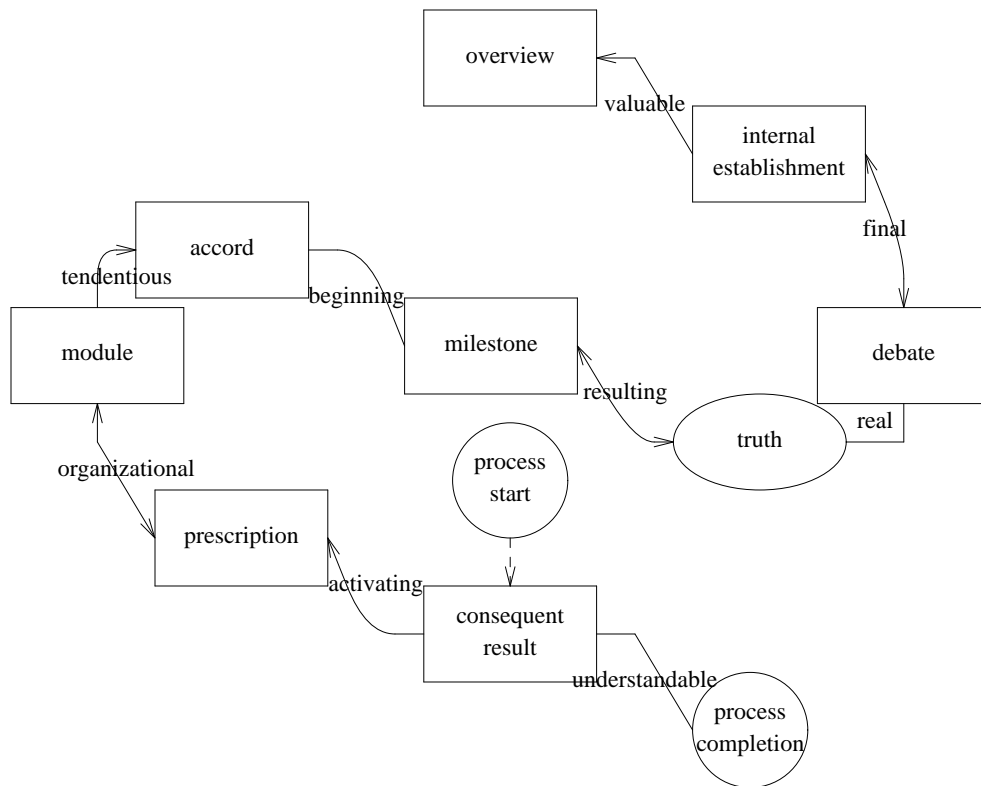 overview
valuable
internal
establishment
final
accord
tendentious
beginning
module
milestone
debate
resulting
real
truth
process
start
organizational
prescription
activating
consequent
result
understandable
process
completion